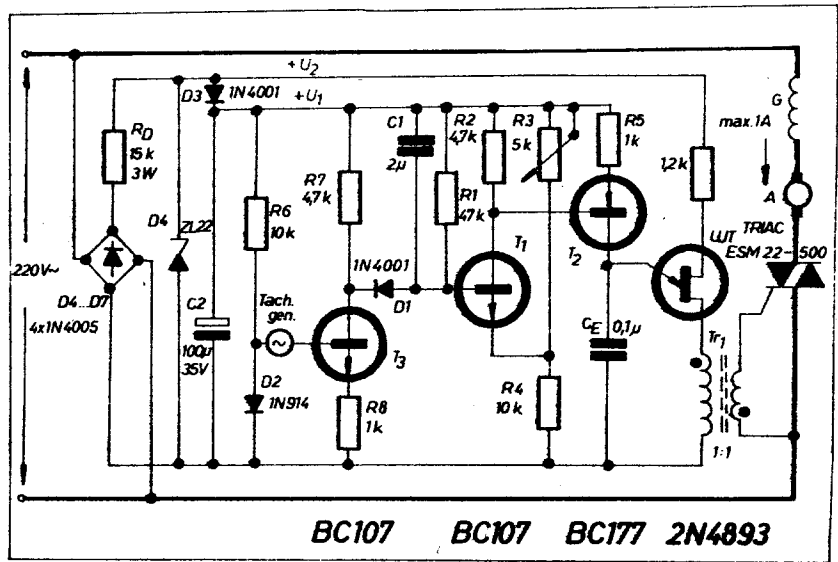 +U2
D3 1N4001
+U1
RD
15k
3W
C1
2µ
R2
4,7k
R3
5k
R5
1k
G
max.1A
1,2k
A
R7
4,7k
R6
10k
R1
47k
D4
ZL22
T1
T2
UJT
TRIAC
ESM 22-500
220V~
1N4001
D1
D4...D7
4x1N4005
C2
100µ
35V
Tach.
gen.
T3
CE 0,1µ
Tr1
D2
1N914
R8
1k
R4
10k
1:1
BC107 BC107 BC177 2N4893